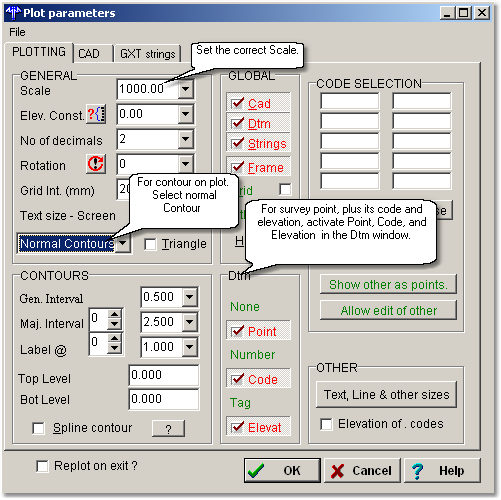 Plot parameters
File
PLOTTING
CAD
GXT strings
Set the correct Scale.
GENERAL
Scale
1000.00
Elev. Const.
?{
0.00
No of decimals
2
Rotation
0
Grid Int. (mm)
20
Text size - Screen
For contour on plot.
Select normal
Contour
Normal Contours
Triangle
GLOBAL
Cad
Dtm
Strings
Frame
rid
H
CODE SELECTION
se
For survey point, plus its code and
elevation, activate Point, Code, and
Elevation in the Dtm window.
Show other as points.
Allow edit of other
CONTOURS
Gen. Interval
0.500
Maj. Interval
0
2.500
Label @
0
1.000
Top Level
0.000
Bot Level
0.000
Spline contour
?
Dtm
None
Point
Number
Code
Tag
Elevat
OTHER
Text, Line & other sizes
Elevation of . codes
Replot on exit ?
OK
Cancel
? Help